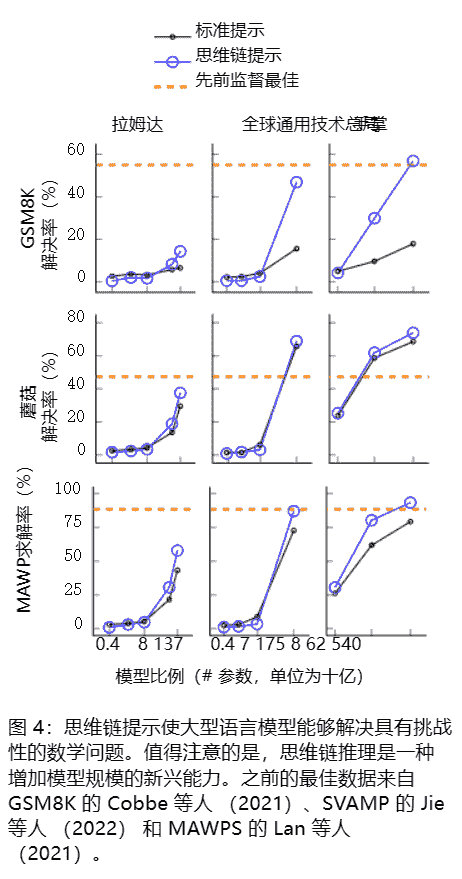 标准提示
思维链提示
先前监督最佳
拉姆达
全球通用技术总局
掌
GSM8K
解决率（%）
60
40
20
0
蘑菇
解决率（%）
80
60
40
20
0
MAWP求解率（%）
100
75
50
25
0
0.4 8 137 0.4 7 175 8 62 540
模型比例（# 参数，单位为十亿）
图 4：思维链提示使大型语言模型能够解决具有挑战
性的数学问题。值得注意的是，思维链推理是一种
增加模型规模的新兴能力。之前的最佳数据来自
GSM8K 的 Cobbe 等人 （2021）、SVAMP 的 Jie
等人 （2022） 和 MAWPS 的 Lan 等人
（2021）。